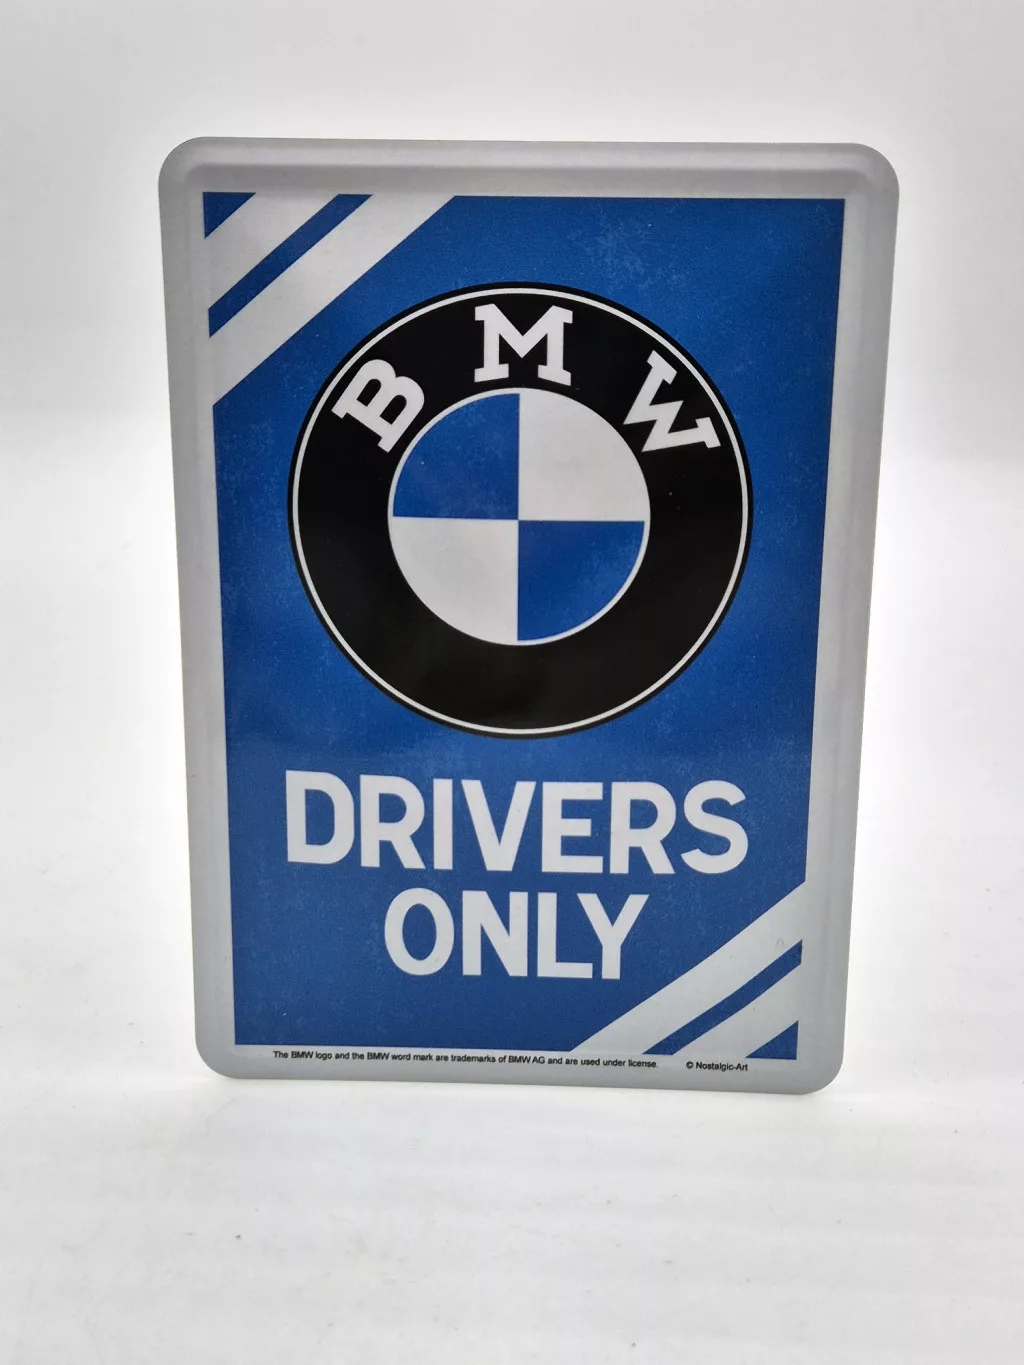 BMW
DRIVERS
ONLY
The BMW logo and the BMW word mark are trademarks of BMW AG and are used under license. © Nostalgic-Art